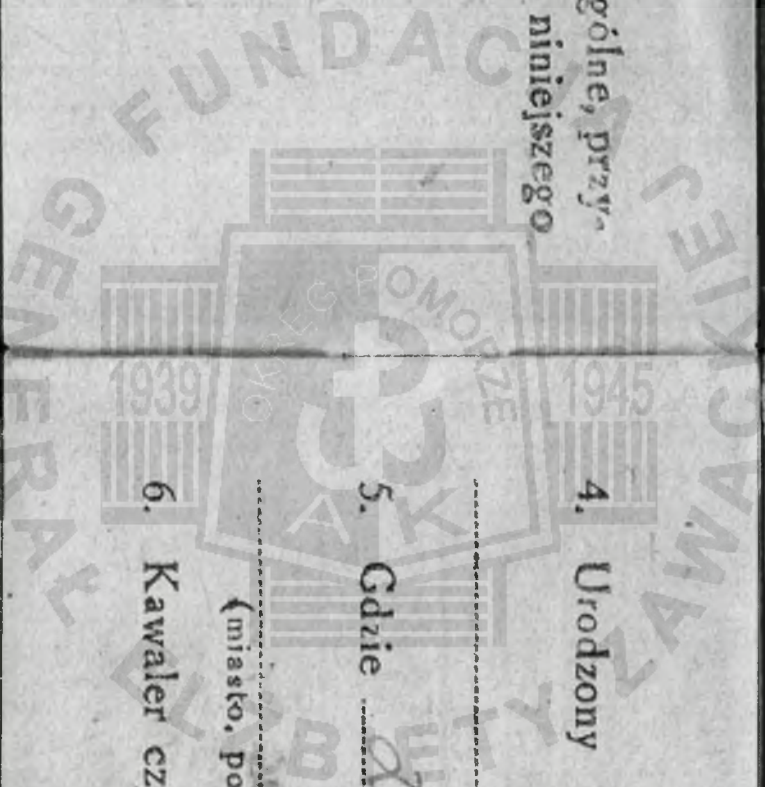 gólne, przy-
niniejszego
4. Urodzony
5. Gdzie
(miasto, po
6. Kawaler cz
FUNDACJA GENERAŁ ELŻBIETY ZAWACKIEJ
OKRĘG POMORZE
1939
1945
AK